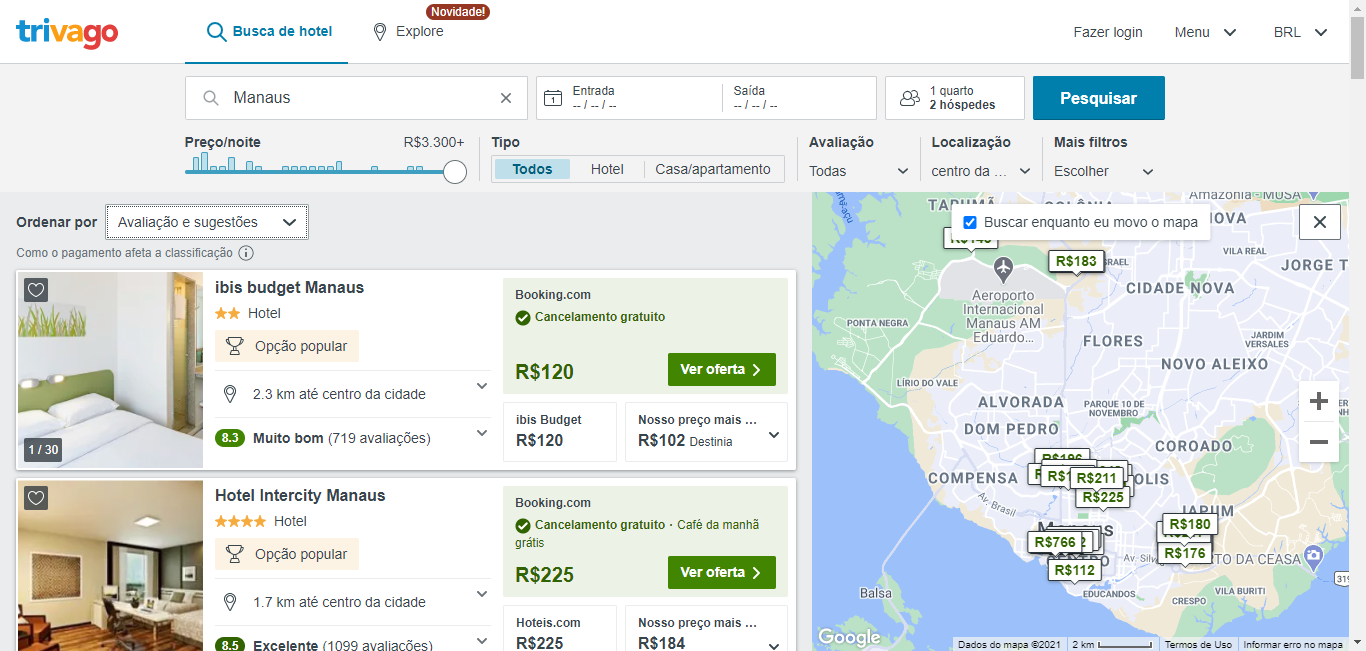 trivago
Busca de hotel
Novidade!
Explore
Fazer login
Menu
BRL
Manaus
Entrada
-- / -- / --
Saída
-- / -- / --
1 quarto
2 hóspedes
Pesquisar
Preço/noite
R$3.300+
Tipo
Todos
Hotel
Casa/apartamento
Avaliação
Todas
Localização
centro da ...
Mais filtros
Escolher
Ordenar por
Avaliação e sugestões
Como o pagamento afeta a classificação
ibis budget Manaus
Hotel
Opção popular
2.3 km até centro da cidade
8.3 Muito bom (719 avaliações)
1 / 30
Booking.com
Cancelamento gratuito
R$120
Ver oferta
ibis Budget
R$120
Nosso preço mais ...
R$102 Destinia
Hotel Intercity Manaus
Hotel
Opção popular
1.7 km até centro da cidade
8.5 Excelente (1099 avaliações)
Booking.com
Cancelamento gratuito · Café da manhã
grátis
R$225
Ver oferta
Hoteis.com
R$225
Nosso preço mais ...
R$184
Buscar enquanto eu movo o mapa
Amazônia - MUSA
TARUMÃ
COLÔNIA
NOVA
R$183
VILA REAL
JORGE T
CIDADE NOVA
Aeroporto
Internacional
Manaus AM
Eduardo...
PONTA NEGRA
FLORES
JARDIM
VERSALES
NOVO ALEIXO
LÍRIO DO VALE
ALVORADA
PARQUE 10 DE
NOVEMBRO
DOM PEDRO
COROADO
R$196
COMPENSA
R$211
R$225
Av. Brasil
JAPIIM
R$180
Manaus
R$766
R$176
R$112
EDUCANDOS
VILA BURITI
CRESPO
Balsa
319
Google
Dados do mapa ©2021
2 km
Termos de Uso
Informar erro no mapa